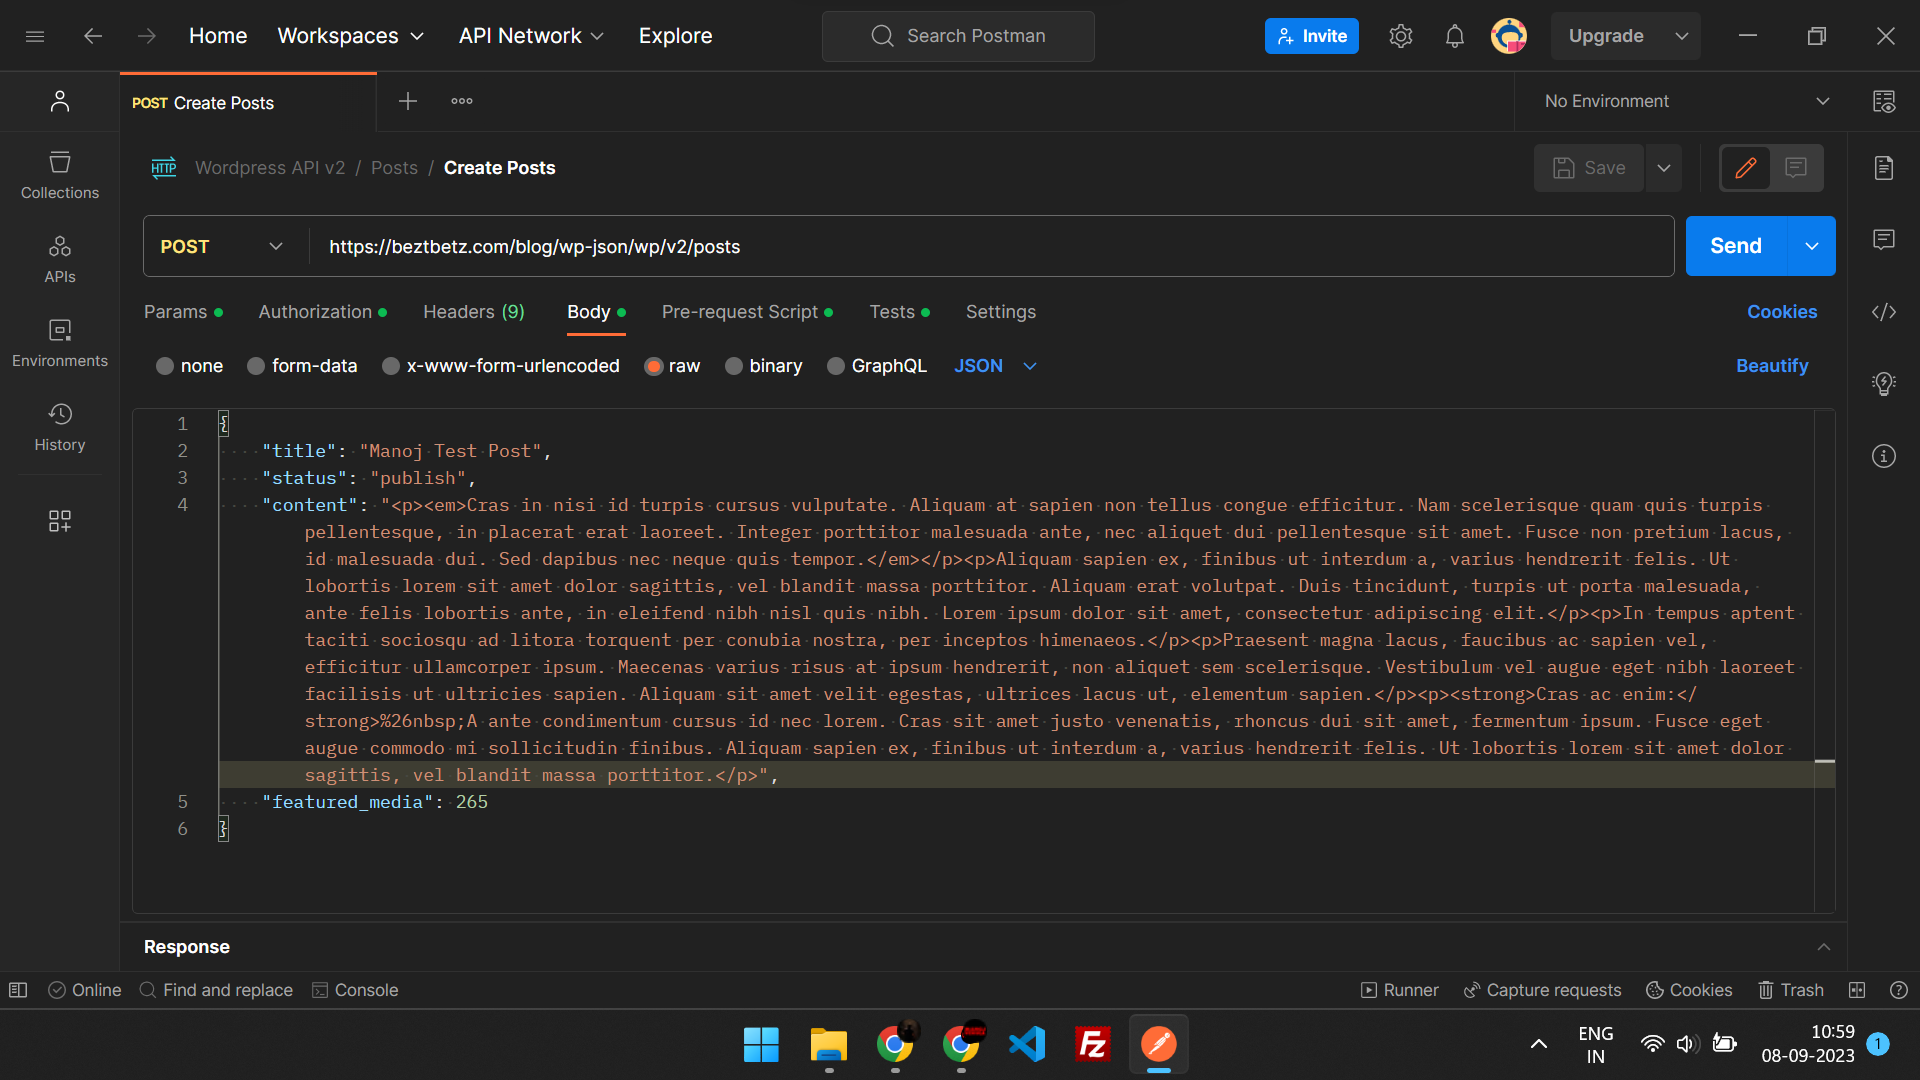 Home Workspaces API Network Explore Search Postman Invite Upgrade
POST Create Posts No Environment
HTTP Wordpress API v2 / Posts / Create Posts Save
POST https://beztbetz.com/blog/wp-json/wp/v2/posts Send
Params Authorization Headers (9) Body Pre-request Script Tests Settings Cookies
none form-data x-www-form-urlencoded raw binary GraphQL JSON Beautify
Collections
APIs
Environments
History
1 {
2 "title": "Manoj Test Post",
3 "status": "publish",
4 "content": "<p><em>Cras in nisi id turpis cursus vulputate. Aliquam at sapien non tellus congue efficitur. Nam scelerisque quam quis turpis
pellentesque, in placerat erat laoreet. Integer porttitor malesuada ante, nec aliquet dui pellentesque sit amet. Fusce non pretium lacus,
id malesuada dui. Sed dapibus nec neque quis tempor.</em></p><p>Aliquam sapien ex, finibus ut interdum a, varius hendrerit felis. Ut
lobortis lorem sit amet dolor sagittis, vel blandit massa porttitor. Aliquam erat volutpat. Duis tincidunt, turpis ut porta malesuada,
ante felis lobortis ante, in eleifend nibh nisl quis nibh. Lorem ipsum dolor sit amet, consectetur adipiscing elit.</p><p>In tempus aptent
taciti sociosqu ad litora torquent per conubia nostra, per inceptos himenaeos.</p><p>Praesent magna lacus, faucibus ac sapien vel,
efficitur ullamcorper ipsum. Maecenas varius risus at ipsum hendrerit, non aliquet sem scelerisque. Vestibulum vel augue eget nibh laoreet
facilisis ut ultricies sapien. Aliquam sit amet velit egestas, ultrices lacus ut, elementum sapien.</p><p><strong>Cras ac enim:</
strong>%26nbsp;A ante condimentum cursus id nec lorem. Cras sit amet justo venenatis, rhoncus dui sit amet, fermentum ipsum. Fusce eget
augue commodo mi sollicitudin finibus. Aliquam sapien ex, finibus ut interdum a, varius hendrerit felis. Ut lobortis lorem sit amet dolor
sagittis, vel blandit massa porttitor.</p>",
5 "featured_media": 265
6 }
Response
Online Find and replace Console Runner Capture requests Cookies Trash
Fz ENG 10:59 1
IN 08-09-2023